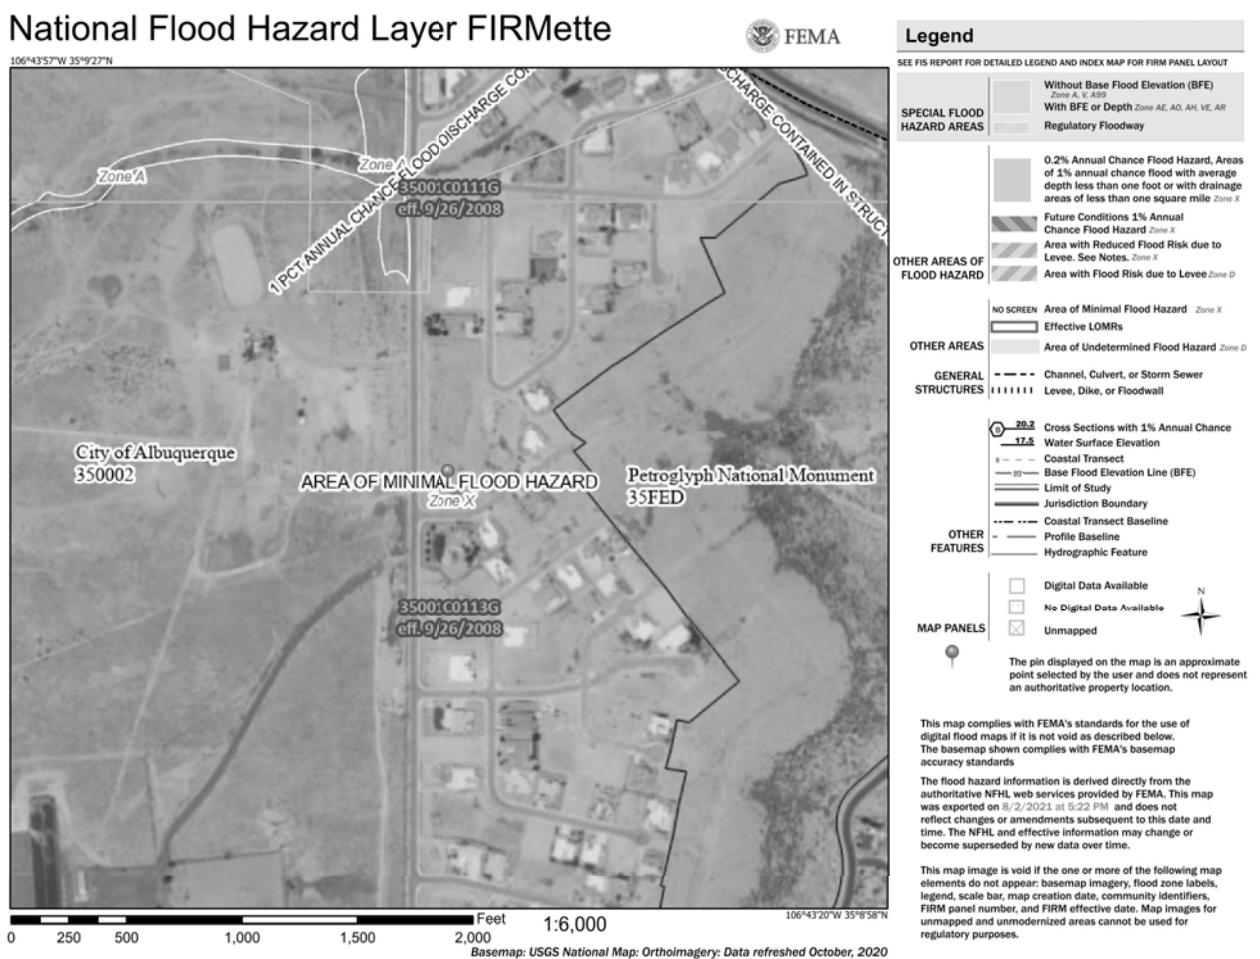 National Flood Hazard Layer FIRMette
FEMA
106°43'57"W 35°9'27"N
Zone A
Zone A
1 PCT ANNUAL CHANCE FLOOD DISCHARGE CO
SCHARGE CONTAINED IN STRUCT
35001C0111G
eff. 9/26/2008
City of Albuquerque
350002
AREA OF MINIMAL FLOOD HAZARD
Zone X
Petroglyph National Monument
35FED
35001C0113G
eff. 9/26/2008
106°43'20"W 35°8'58"N
Feet
1:6,000
0 250 500 1,000 1,500 2,000
Basemap: USGS National Map: Orthoimagery: Data refreshed October, 2020
Legend
SEE FIS REPORT FOR DETAILED LEGEND AND INDEX MAP FOR FIRM PANEL LAYOUT
SPECIAL FLOOD
HAZARD AREAS
Without Base Flood Elevation (BFE)
Zone A, V, A99
With BFE or Depth Zone AE, AO, AH, VE, AR
Regulatory Floodway
0.2% Annual Chance Flood Hazard, Areas
of 1% annual chance flood with average
depth less than one foot or with drainage
areas of less than one square mile Zone X
Future Conditions 1% Annual
Chance Flood Hazard Zone X
Area with Reduced Flood Risk due to
Levee. See Notes. Zone X
Area with Flood Risk due to Levee Zone D
OTHER AREAS OF
FLOOD HAZARD
NO SCREEN Area of Minimal Flood Hazard Zone X
Effective LOMRs
OTHER AREAS
Area of Undetermined Flood Hazard Zone D
GENERAL
STRUCTURES
Channel, Culvert, or Storm Sewer
Levee, Dike, or Floodwall
B 20.2 Cross Sections with 1% Annual Chance
17.5 Water Surface Elevation
8 Coastal Transect
513 Base Flood Elevation Line (BFE)
Limit of Study
Jurisdiction Boundary
Coastal Transect Baseline
OTHER
FEATURES
Profile Baseline
Hydrographic Feature
Digital Data Available
No Digital Data Available
Unmapped
MAP PANELS
N
The pin displayed on the map is an approximate
point selected by the user and does not represent
an authoritative property location.
This map complies with FEMA's standards for the use of
digital flood maps if it is not void as described below.
The basemap shown complies with FEMA's basemap
accuracy standards
The flood hazard information is derived directly from the
authoritative NFHL web services provided by FEMA. This map
was exported on 8/2/2021 at 5:22 PM and does not
reflect changes or amendments subsequent to this date and
time. The NFHL and effective information may change or
become superseded by new data over time.
This map image is void if the one or more of the following map
elements do not appear: basemap imagery, flood zone labels,
legend, scale bar, map creation date, community identifiers,
FIRM panel number, and FIRM effective date. Map images for
unmapped and unmodernized areas cannot be used for
regulatory purposes.